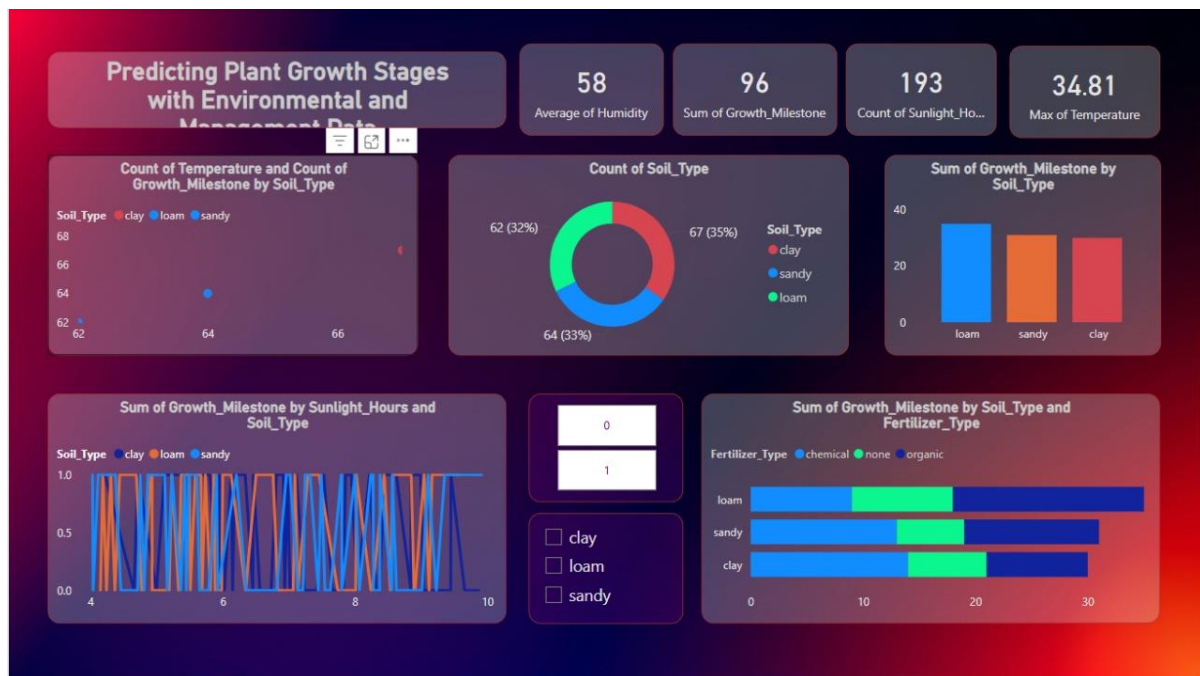 Predicting Plant Growth Stages
with Environmental and
Management Data
58
Average of Humidity
96
Sum of Growth_Milestone
193
Count of Sunlight_Ho...
34.81
Max of Temperature
Count of Temperature and Count of
Growth_Milestone by Soil_Type
Soil_Type clay loam sandy
68
66
64
62
62 64 66
Count of Soil_Type
62 (32%)
67 (35%)
64 (33%)
Soil_Type
clay
sandy
loam
Sum of Growth_Milestone by
Soil_Type
40
20
0
loam sandy clay
Sum of Growth_Milestone by Sunlight_Hours and
Soil_Type
Soil_Type clay loam sandy
1.0
0.5
0.0
4 6 8 10
0
1
clay
loam
sandy
Sum of Growth_Milestone by Soil_Type and
Fertilizer_Type
Fertilizer_Type chemical none organic
loam
sandy
clay
0 10 20 30